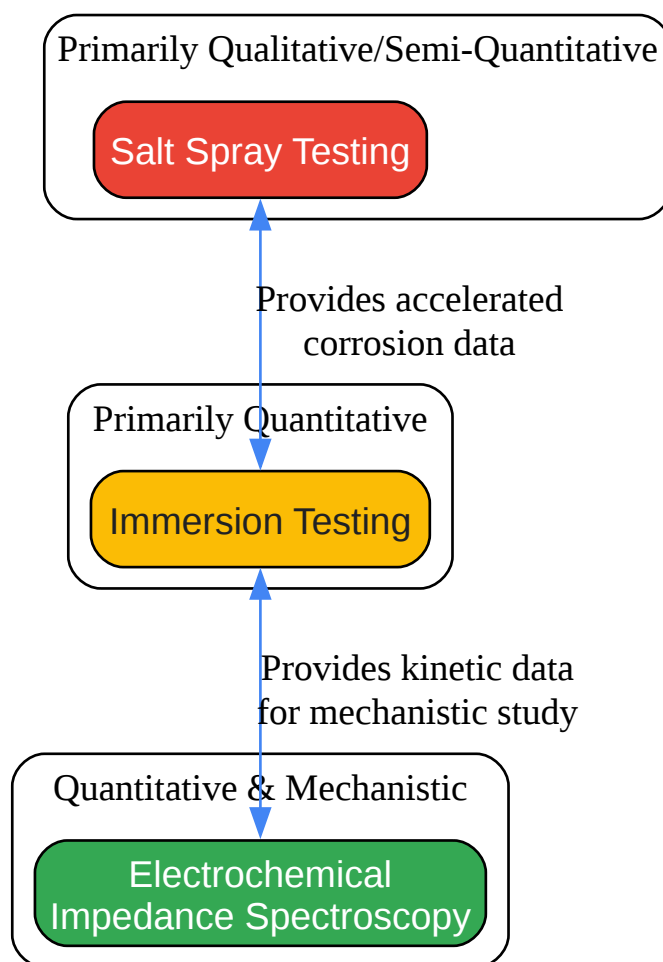 Primarily Qualitative/Semi-Quantitative
Salt Spray Testing
Provides accelerated
corrosion data
Primarily Quantitative
Immersion Testing
Provides kinetic data
for mechanistic study
Quantitative & Mechanistic
Electrochemical
Impedance Spectroscopy